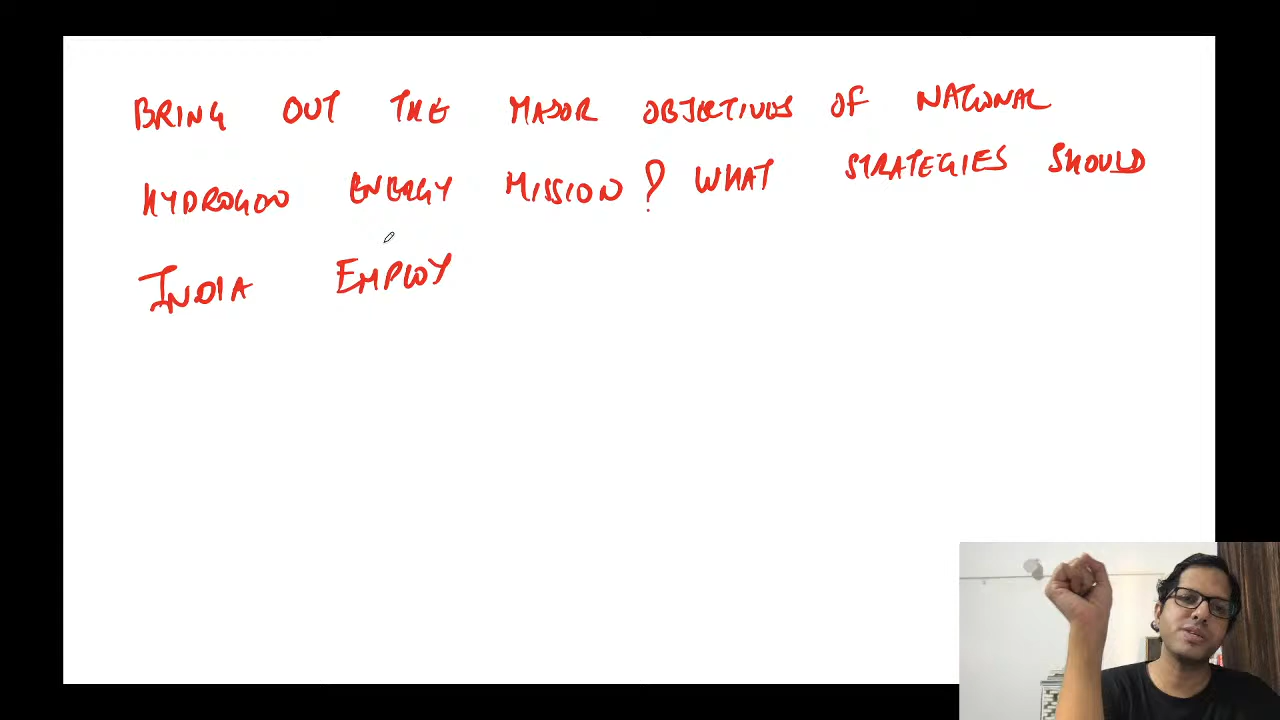 BRING OUT THE MAJOR OBJECTIVES OF NATIONAL
HYDROGEN ENERGY MISSION? WHAT STRATEGIES SHOULD
INDIA EMPLOY